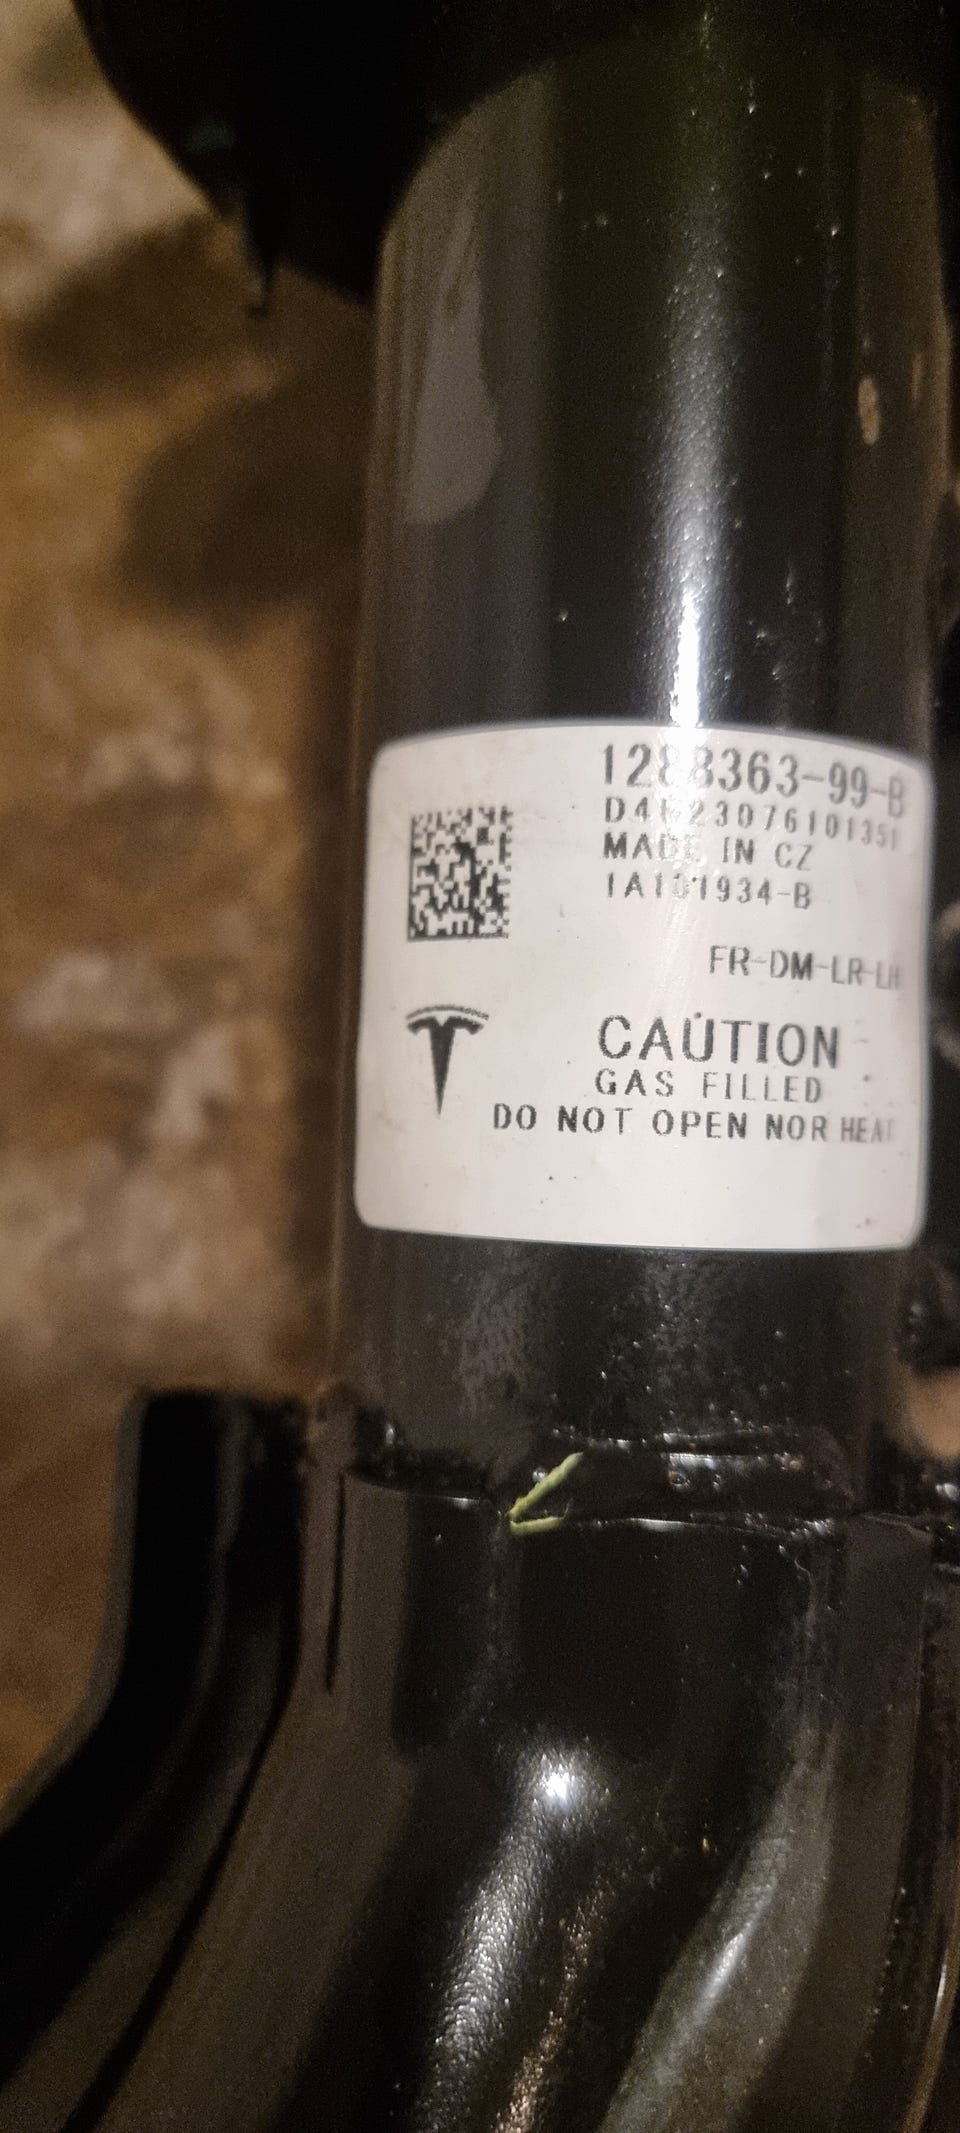 1288363-99-B
MADE IN CZ
FR-DM-LR-LH
CAUTION
GAS FILLED
DO NOT OPEN NOR HEAT